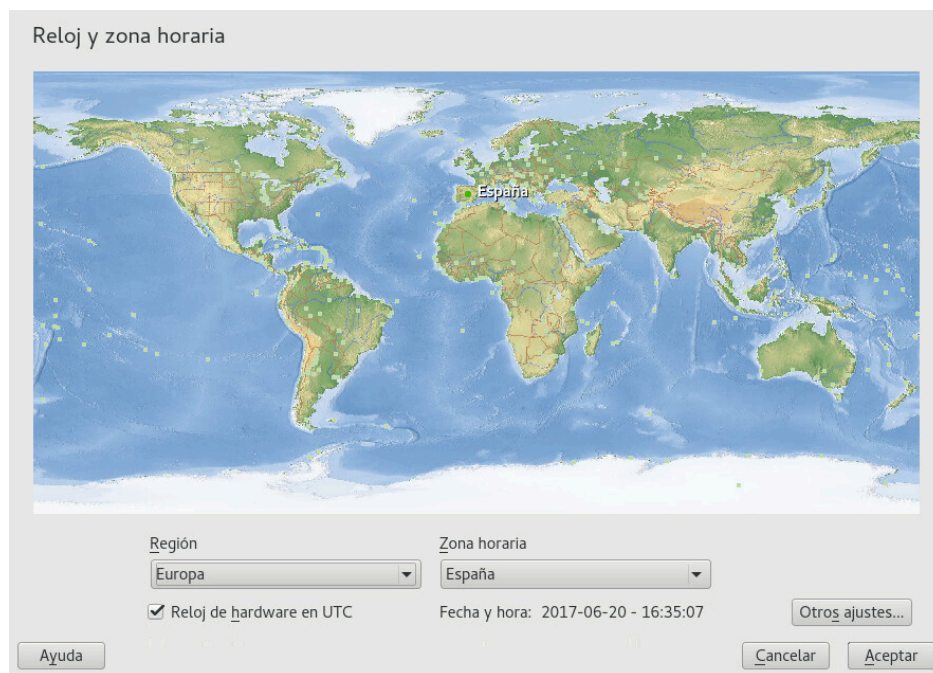 Reloj y zona horaria
España
Región
Zona horaria
Europa
España
Reloj de hardware en UTC
Fecha y hora: 2017-06-20 - 16:35:07
Otros ajustes...
Ayuda
Cancelar
Aceptar